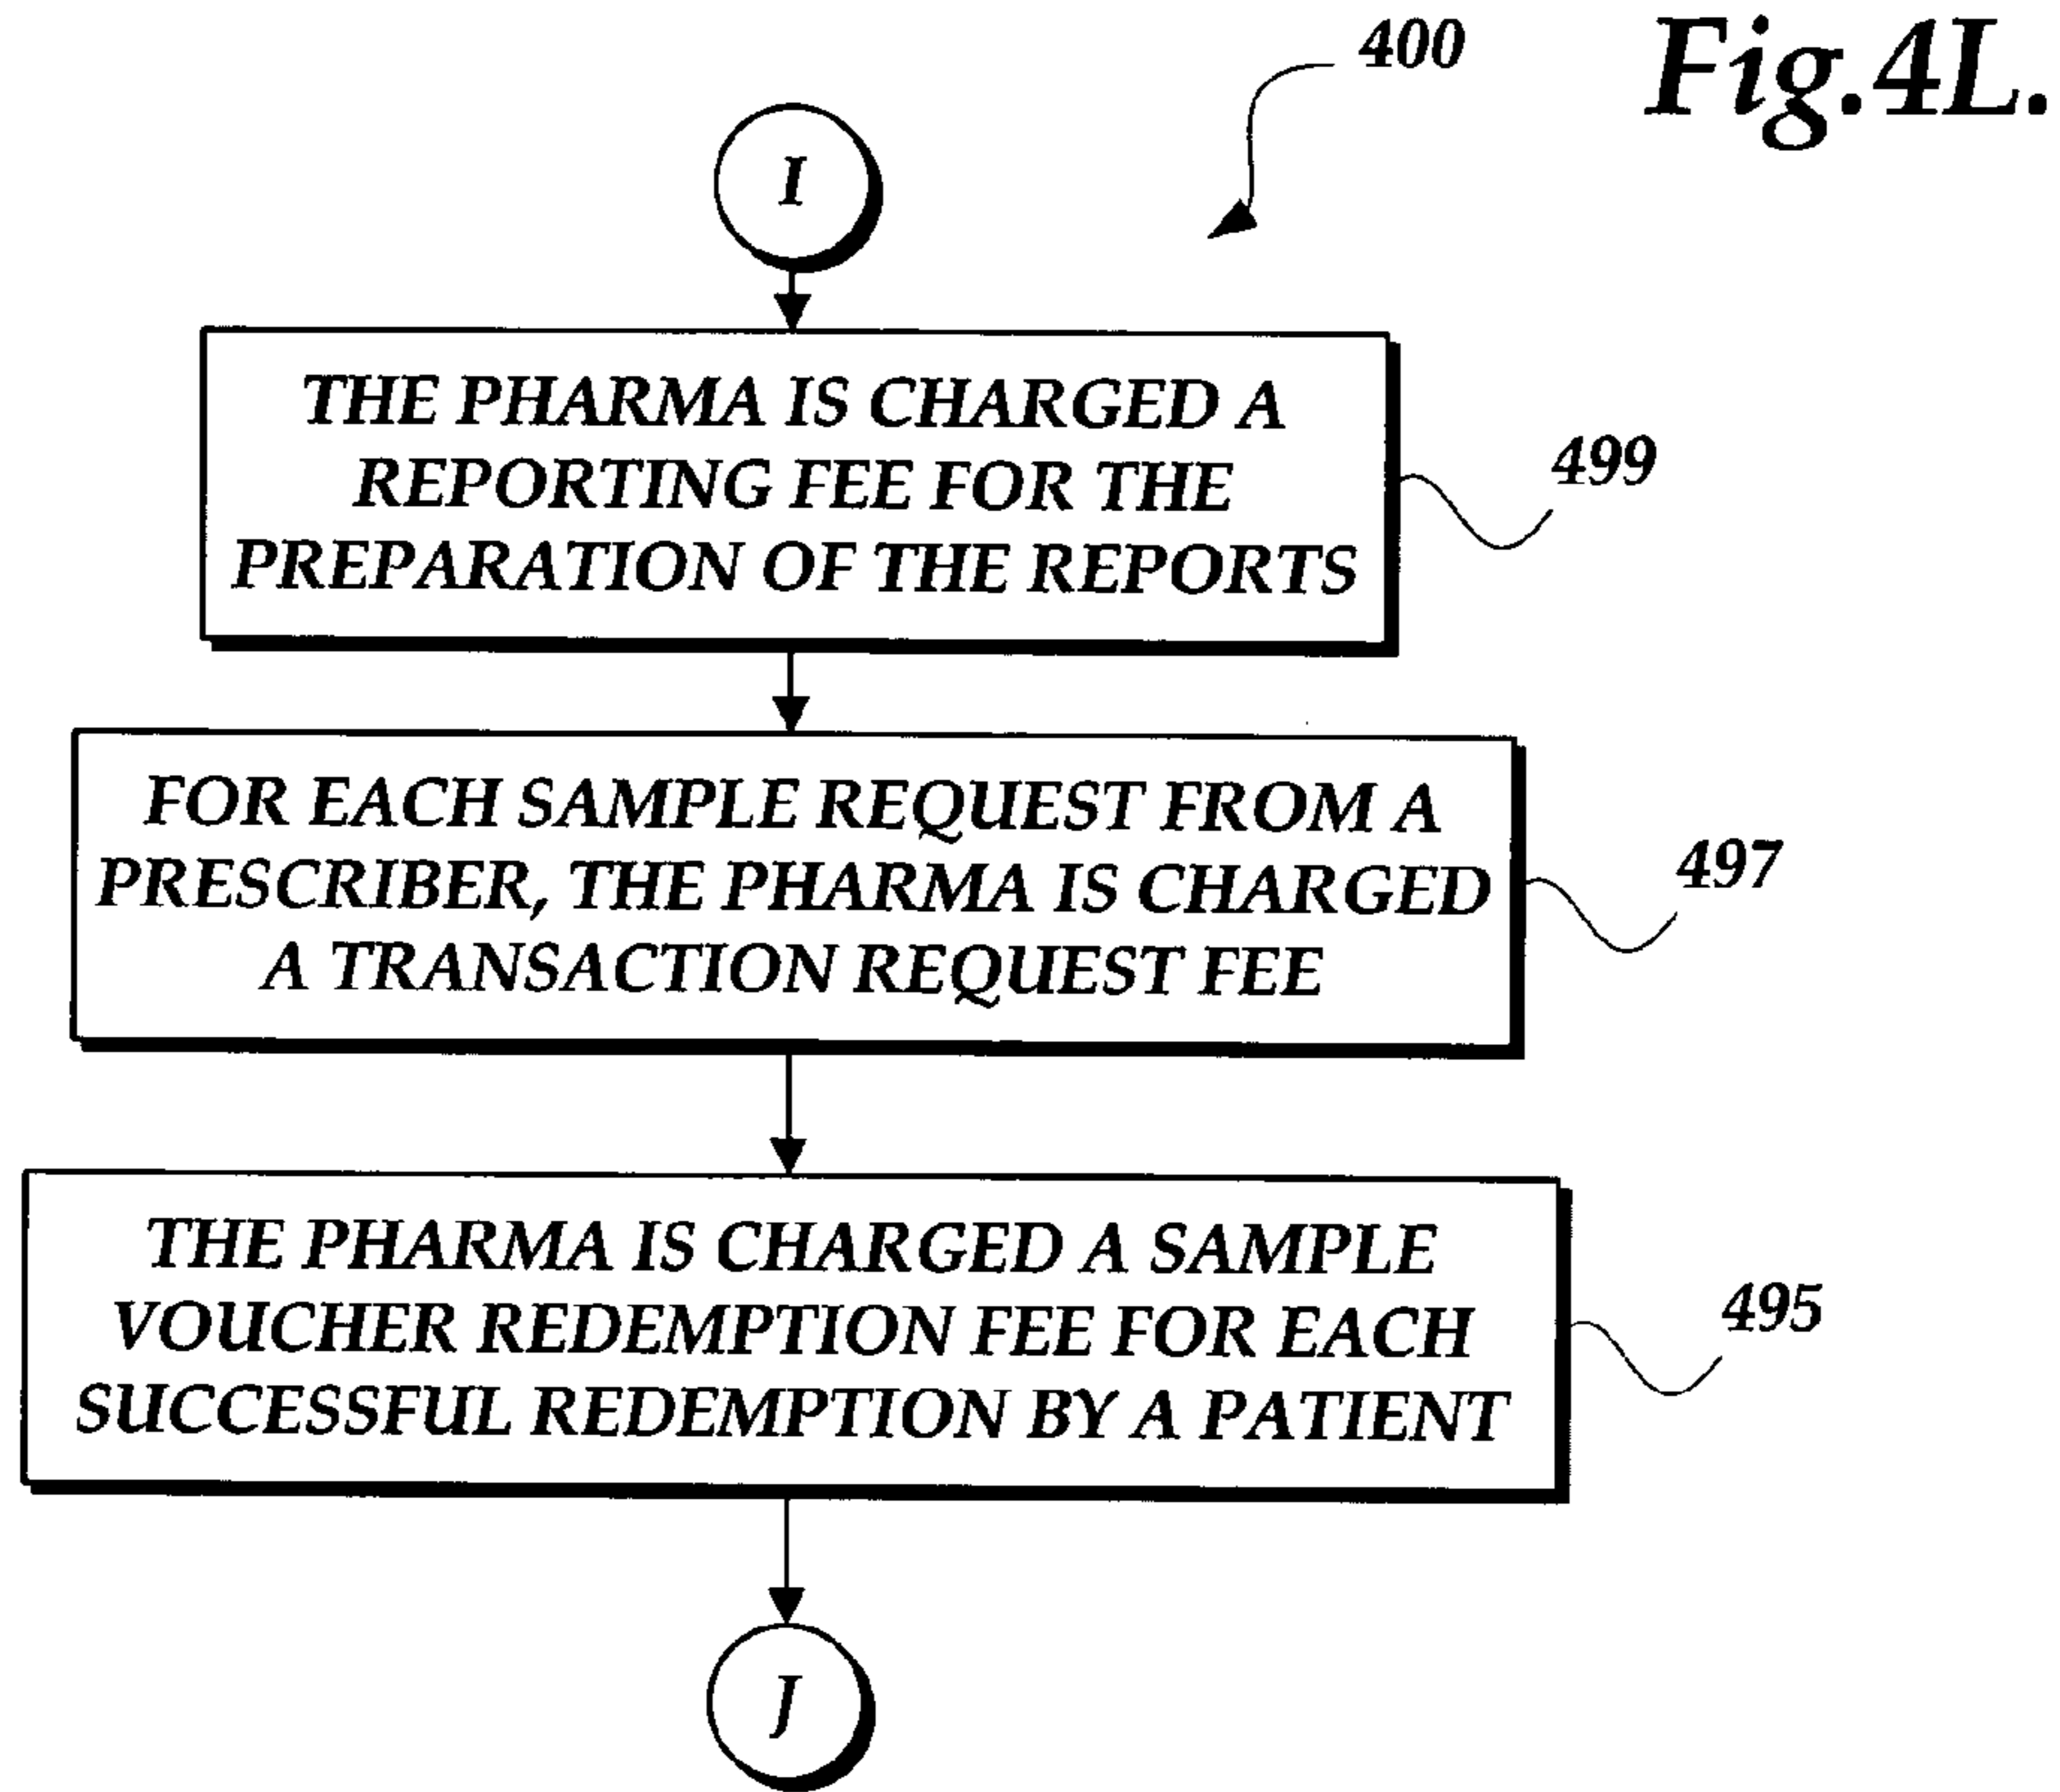 400
Fig.4L.
I
THE PHARMA IS CHARGED A
REPORTING FEE FOR THE
PREPARATION OF THE REPORTS
499
FOR EACH SAMPLE REQUEST FROM A
PRESCRIBER, THE PHARMA IS CHARGED
A TRANSACTION REQUEST FEE
497
THE PHARMA IS CHARGED A SAMPLE
VOUCHER REDEMPTION FEE FOR EACH
SUCCESSFUL REDEMPTION BY A PATIENT
495
J